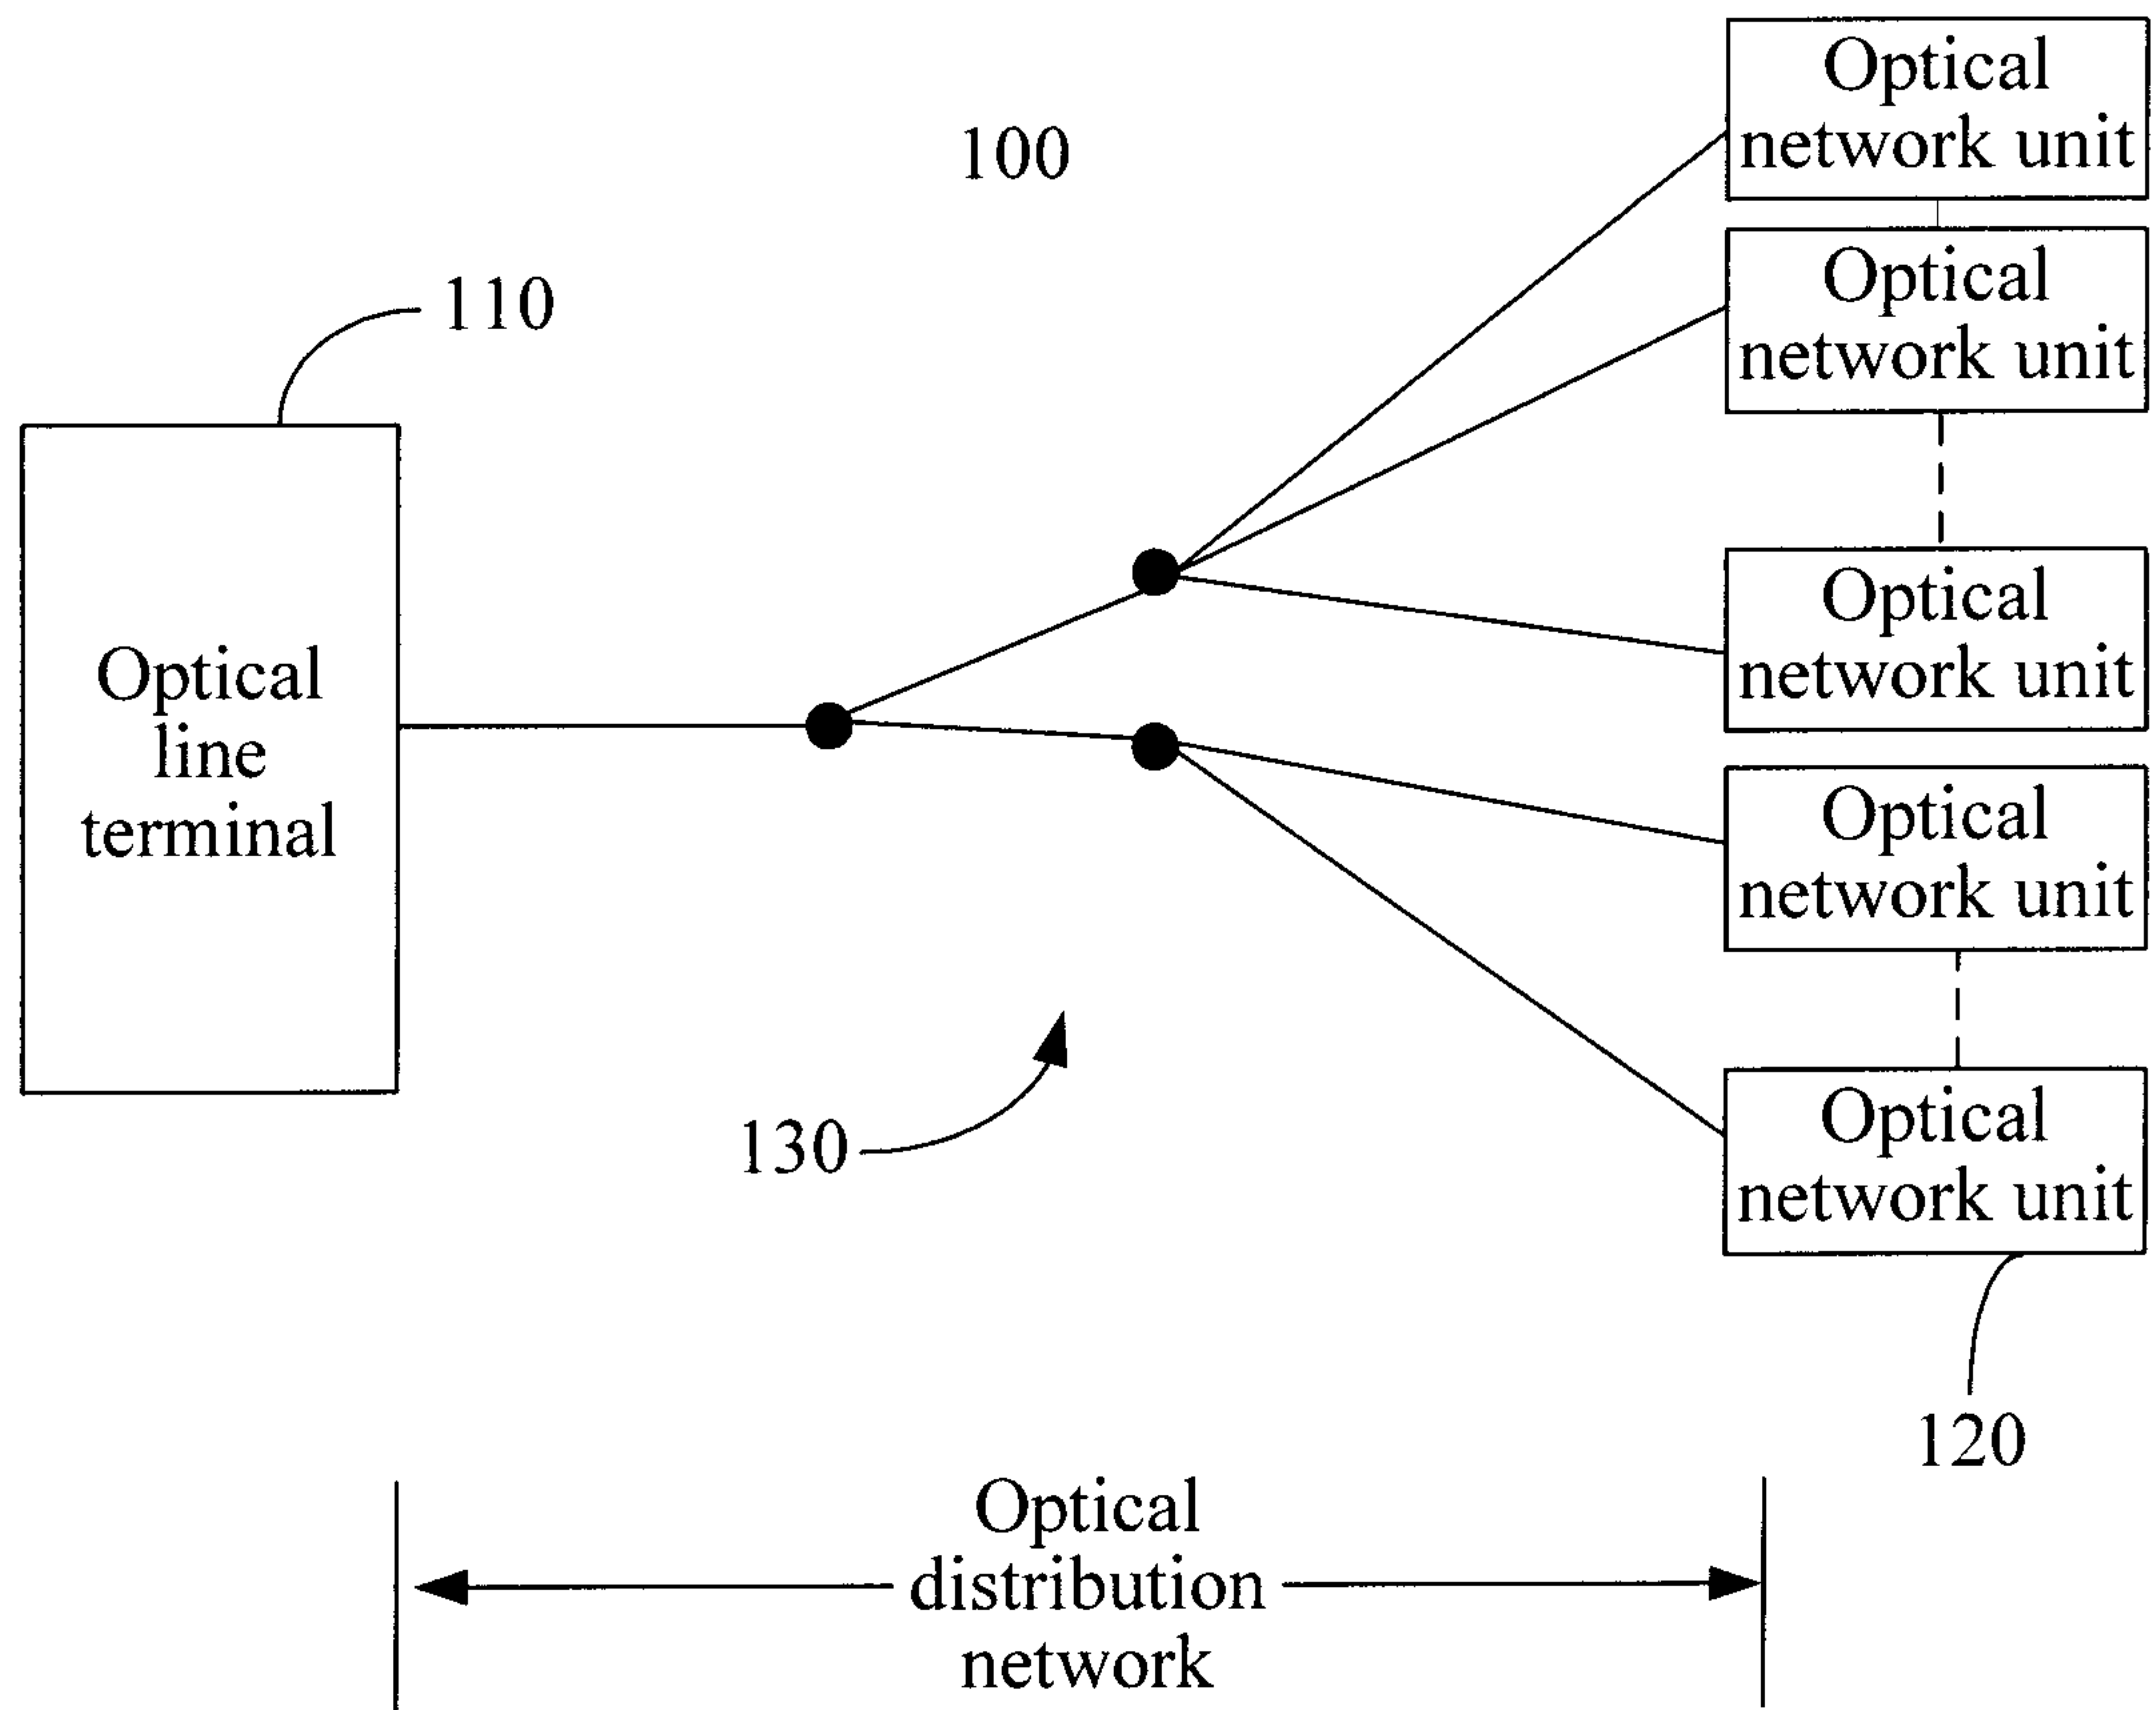 Optical
network unit
100
Optical
network unit
110
Optical
network unit
Optical
line
terminal
Optical
network unit
130
Optical
network unit
120
Optical
distribution
network